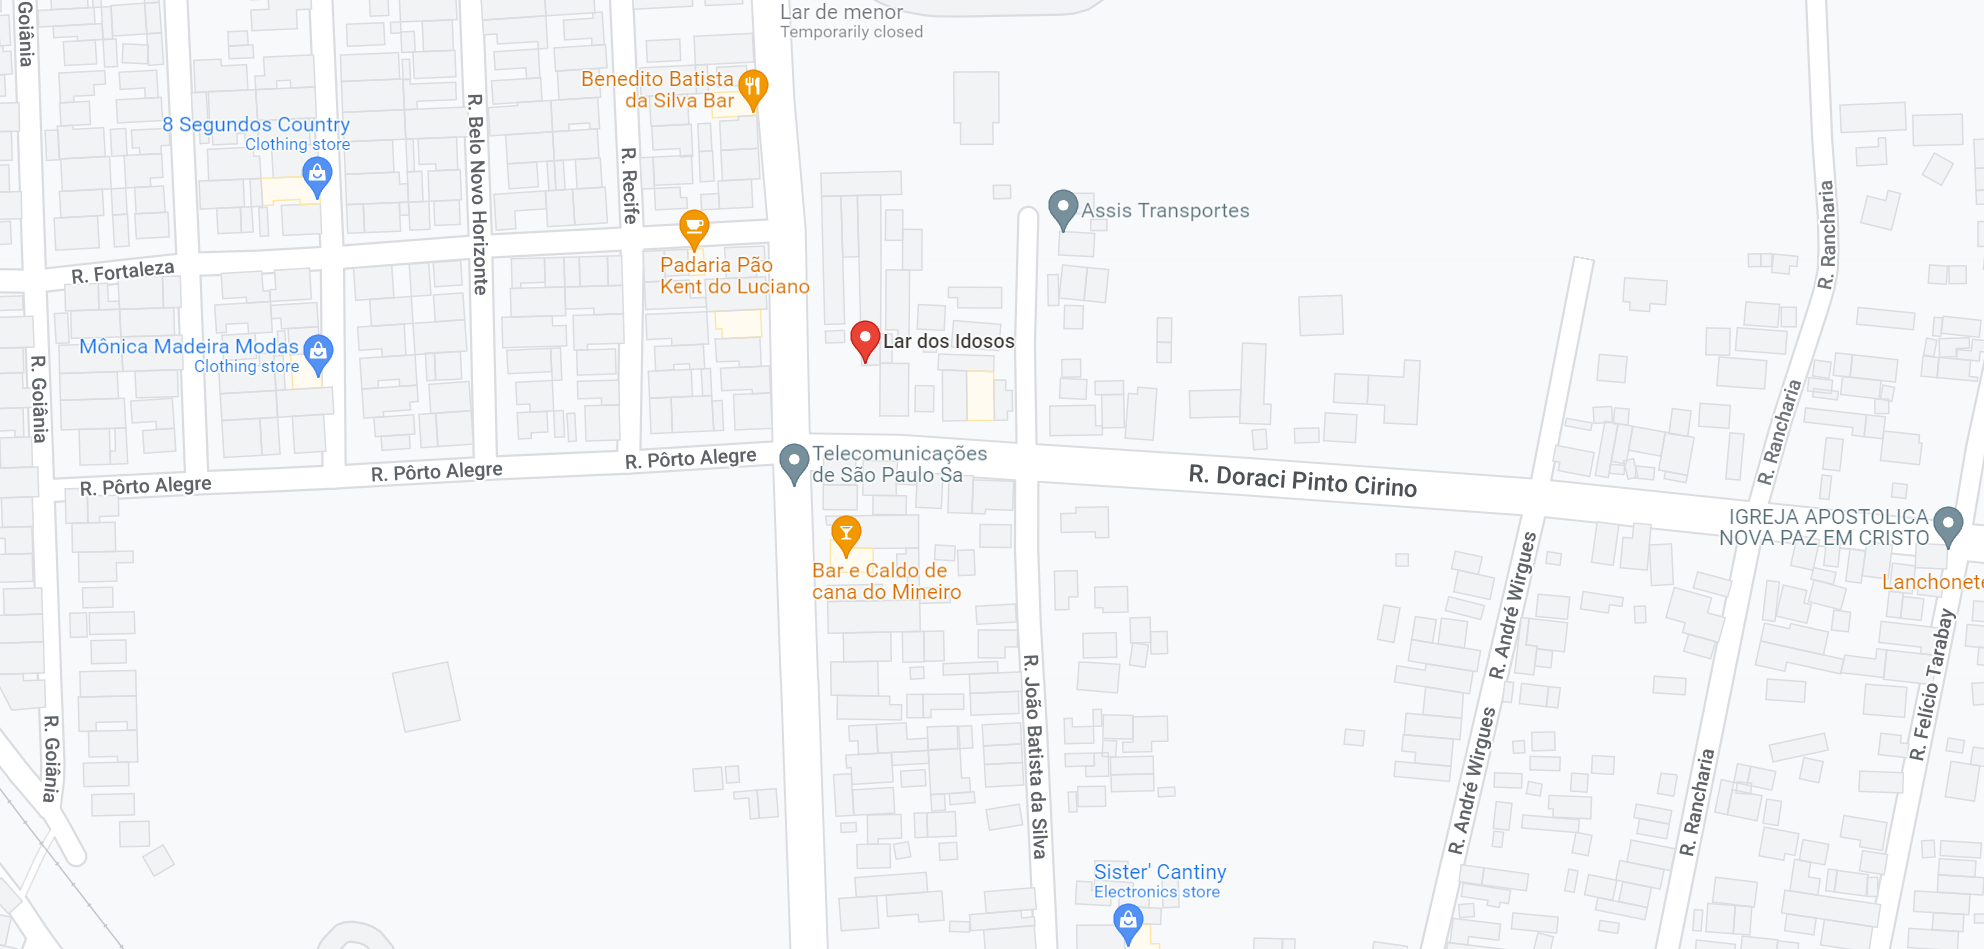 Goiânia
Lar de menor
Temporarily closed
Benedito Batista
da Silva Bar
8 Segundos Country
Clothing store
R. Belo Novo Horizonte
R. Recife
Assis Transportes
R. Rancharia
R. Fortaleza
Padaria Pão
Kent do Luciano
Mônica Madeira Modas
Clothing store
Lar dos Idosos
R. Goiânia
R. Rancharia
R. Pôrto Alegre
R. Pôrto Alegre
R. Pôrto Alegre
Telecomunicações
de São Paulo Sa
R. Doraci Pinto Cirino
IGREJA APOSTOLICA
NOVA PAZ EM CRISTO
Bar e Caldo de
cana do Mineiro
Lanchonete
R. André Wirgues
R. Felício Tarabay
R. João Batista da Silva
R. Goiânia
R. André Wirgues
R. Rancharia
Sister' Cantiny
Electronics store